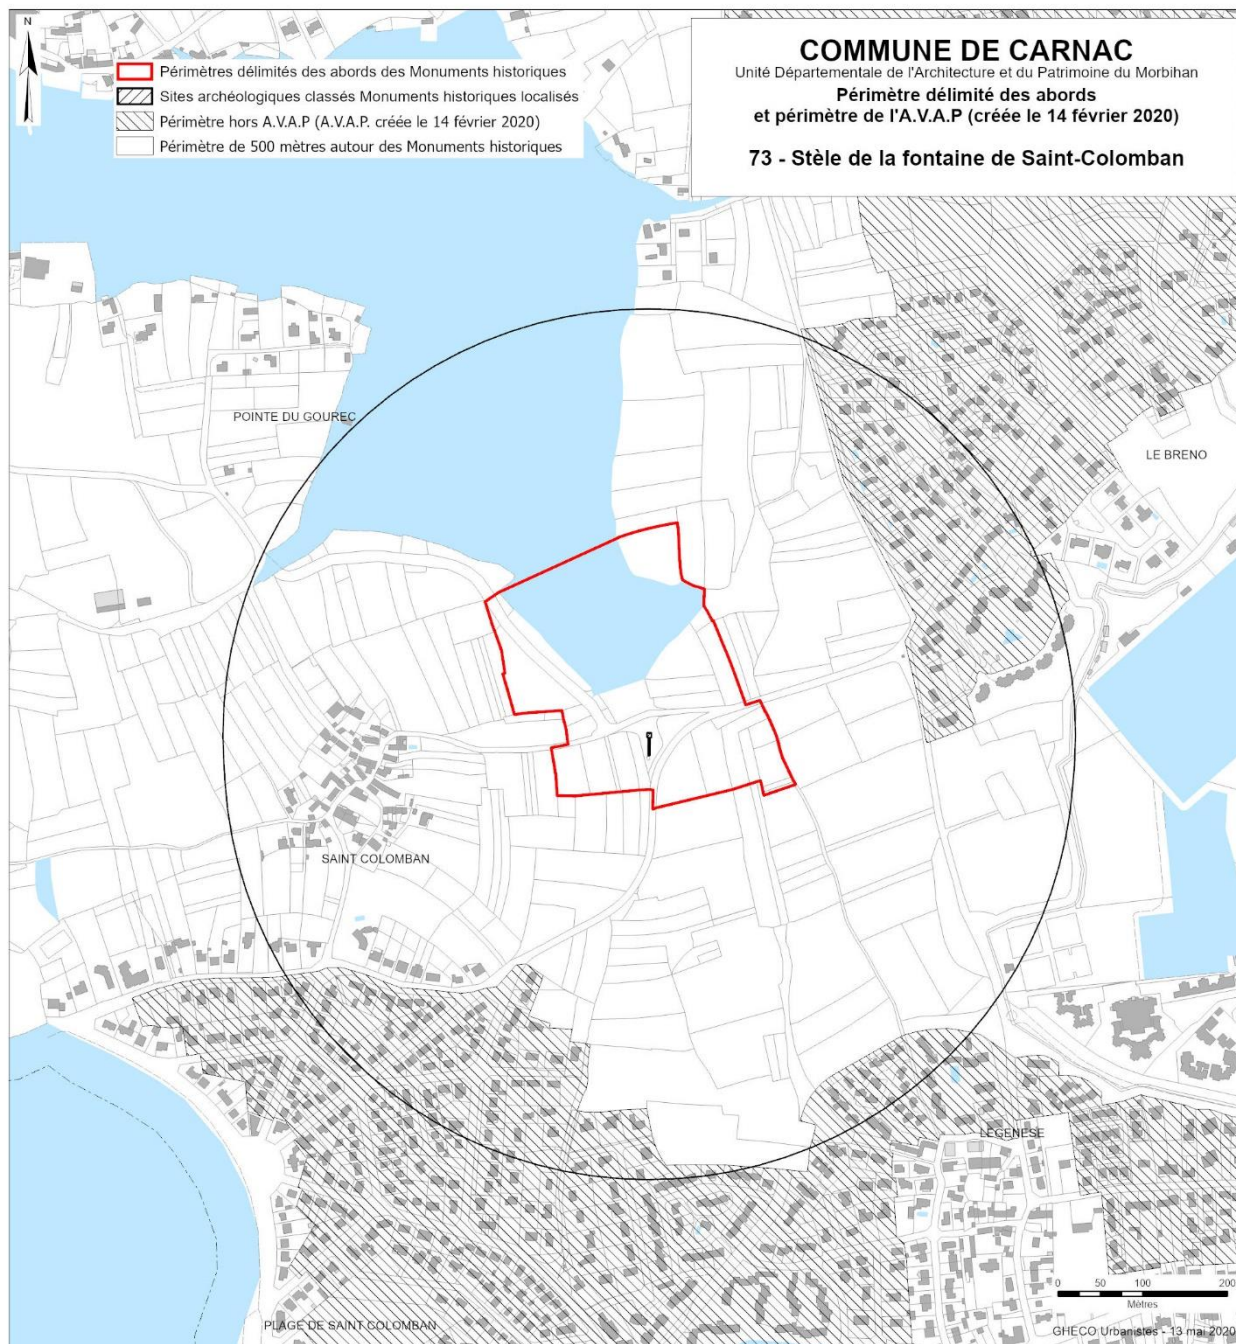 N
Périmètres délimités des abords des Monuments historiques
Sites archéologiques classés Monuments historiques localisés
Périmètre hors A.V.A.P (A.V.A.P. créée le 14 février 2020)
Périmètre de 500 mètres autour des Monuments historiques
COMMUNE DE CARNAC
Unité Départementale de l'Architecture et du Patrimoine du Morbihan
Périmètre délimité des abords
et périmètre de l'A.V.A.P (créée le 14 février 2020)
73 - Stèle de la fontaine de Saint-Colomban
POINTE DU GOUREC
LE BRENO
SAINT COLOMBAN
LEGENESE
PLAGE DE SAINT COLOMBAN
0 50 100 200
Mètres
GHECO Urbanistes - 13 mai 2020